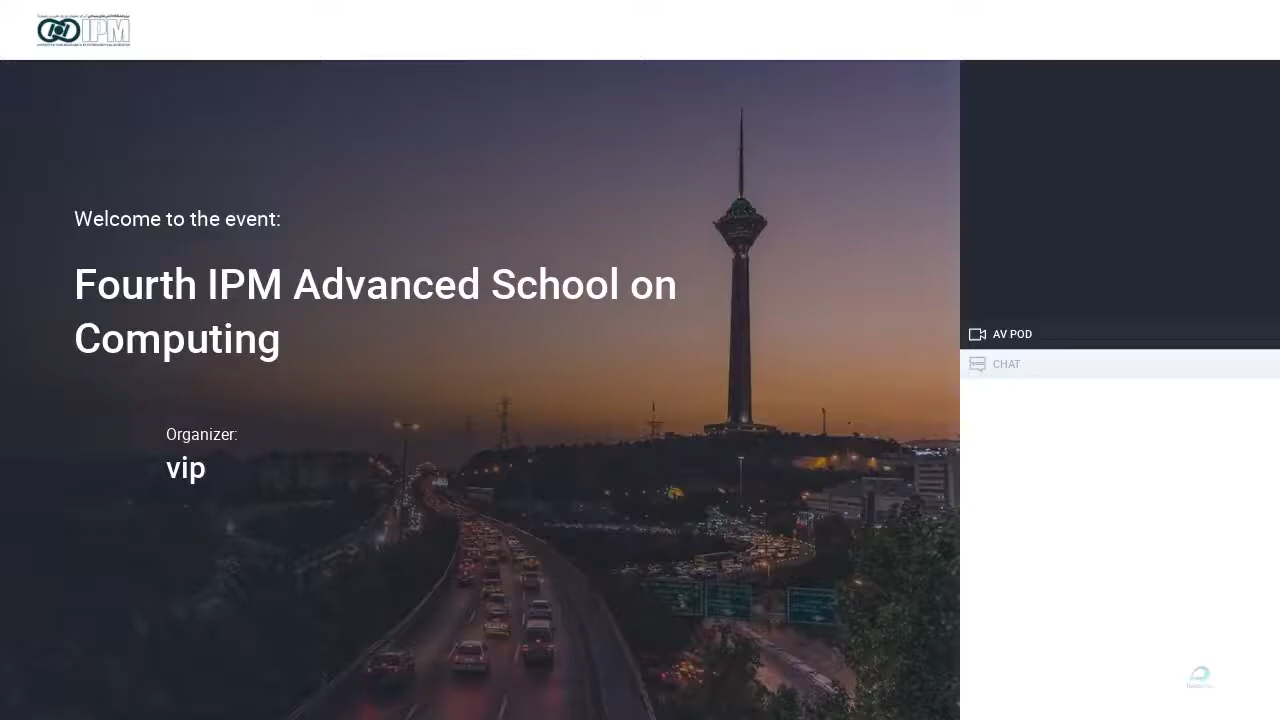 IPM
Welcome to the event:
Fourth IPM Advanced School on
Computing
Organizer:
vip
AV POD
CHAT